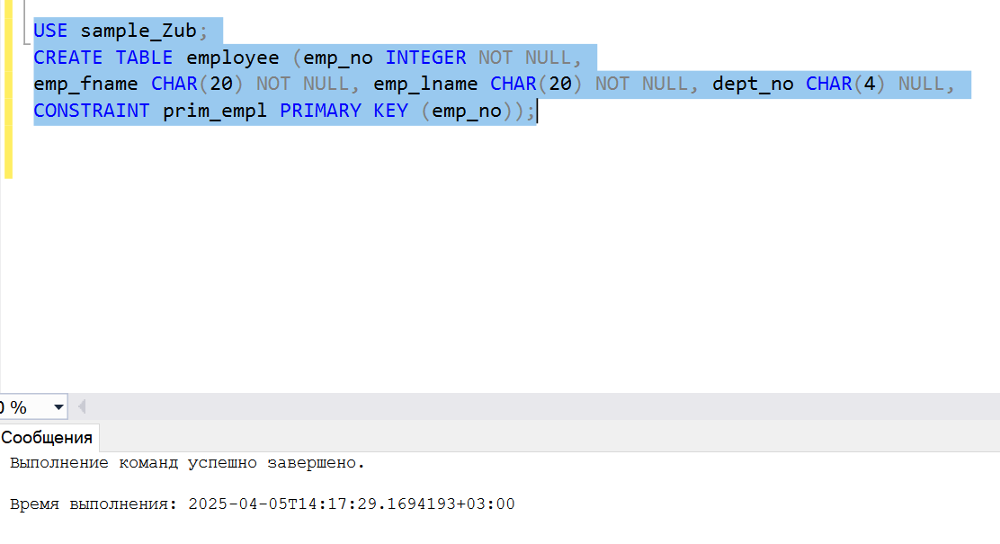 USE sample_Zub;
CREATE TABLE employee (emp_no INTEGER NOT NULL,
emp_fname CHAR(20) NOT NULL, emp_lname CHAR(20) NOT NULL, dept_no CHAR(4) NULL,
CONSTRAINT prim_empl PRIMARY KEY (emp_no));
%
Сообщения
Выполнение команд успешно завершено.
Время выполнения: 2025-04-05T14:17:29.1694193+03:00